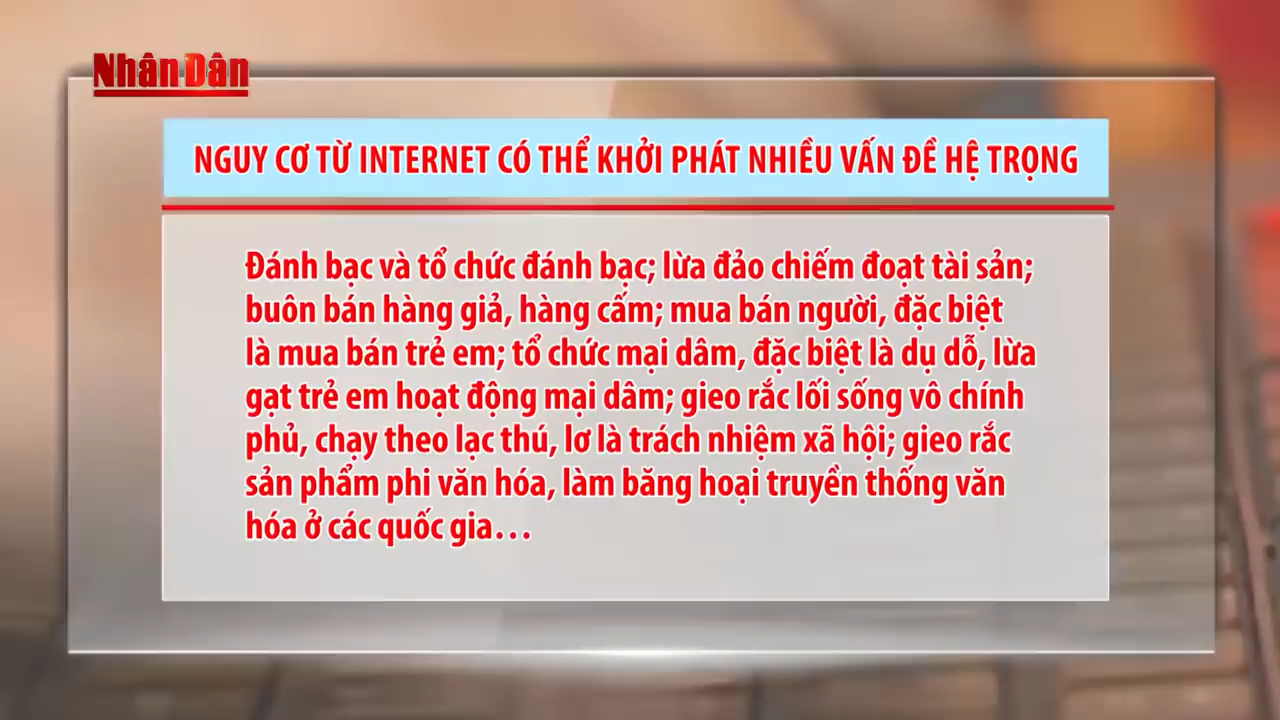 Nhân Dân
NGUY CƠ TỪ INTERNET CÓ THỂ KHỞI PHÁT NHIỀU VẤN ĐỀ HỆ TRỌNG
Đánh bạc và tổ chức đánh bạc; lừa đảo chiếm đoạt tài sản;
buôn bán hàng giả, hàng cấm; mua bán người, đặc biệt
là mua bán trẻ em; tổ chức mại dâm, đặc biệt là dụ dỗ, lừa
gạt trẻ em hoạt động mại dâm; gieo rắc lối sống vô chính
phủ, chạy theo lạc thú, lơ là trách nhiệm xã hội; gieo rắc
sản phẩm phi văn hóa, làm băng hoại truyền thống văn
hóa ở các quốc gia…